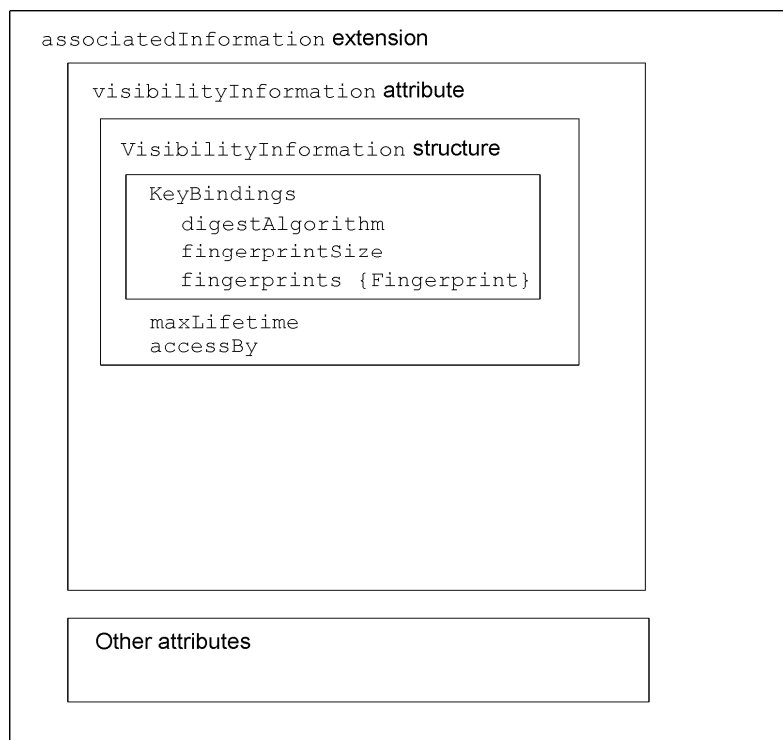 associatedInformation extension
visibilityInformation attribute
VisibilityInformation structure
KeyBindings
digestAlgorithm
fingerprintSize
fingerprints {Fingerprint}
maxLifetime
accessBy
Other attributes